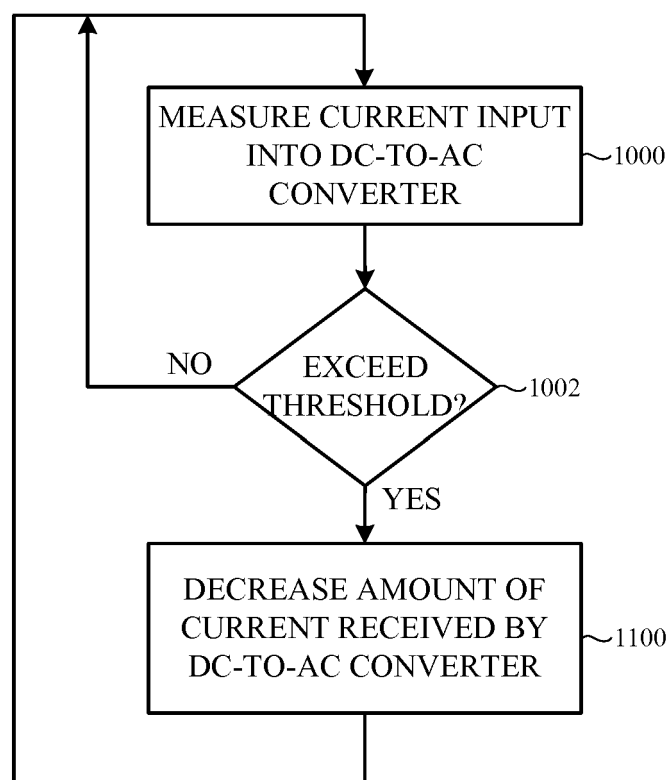 MEASURE CURRENT INPUT
INTO DC-TO-AC
CONVERTER
1000
NO
EXCEED
THRESHOLD?
1002
YES
DECREASE AMOUNT OF
CURRENT RECEIVED BY
DC-TO-AC CONVERTER
1100